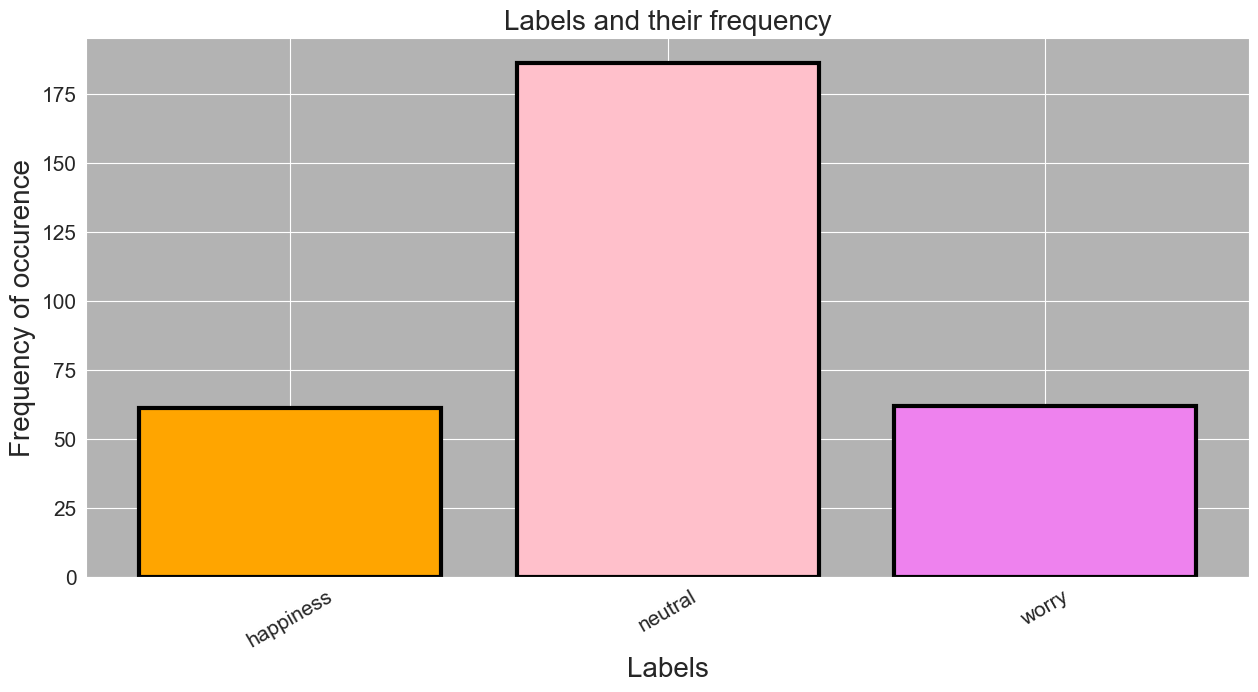 Labels and their frequency
Frequency of occurence
175
150
125
100
75
50
25
0
happiness
neutral
worry
Labels